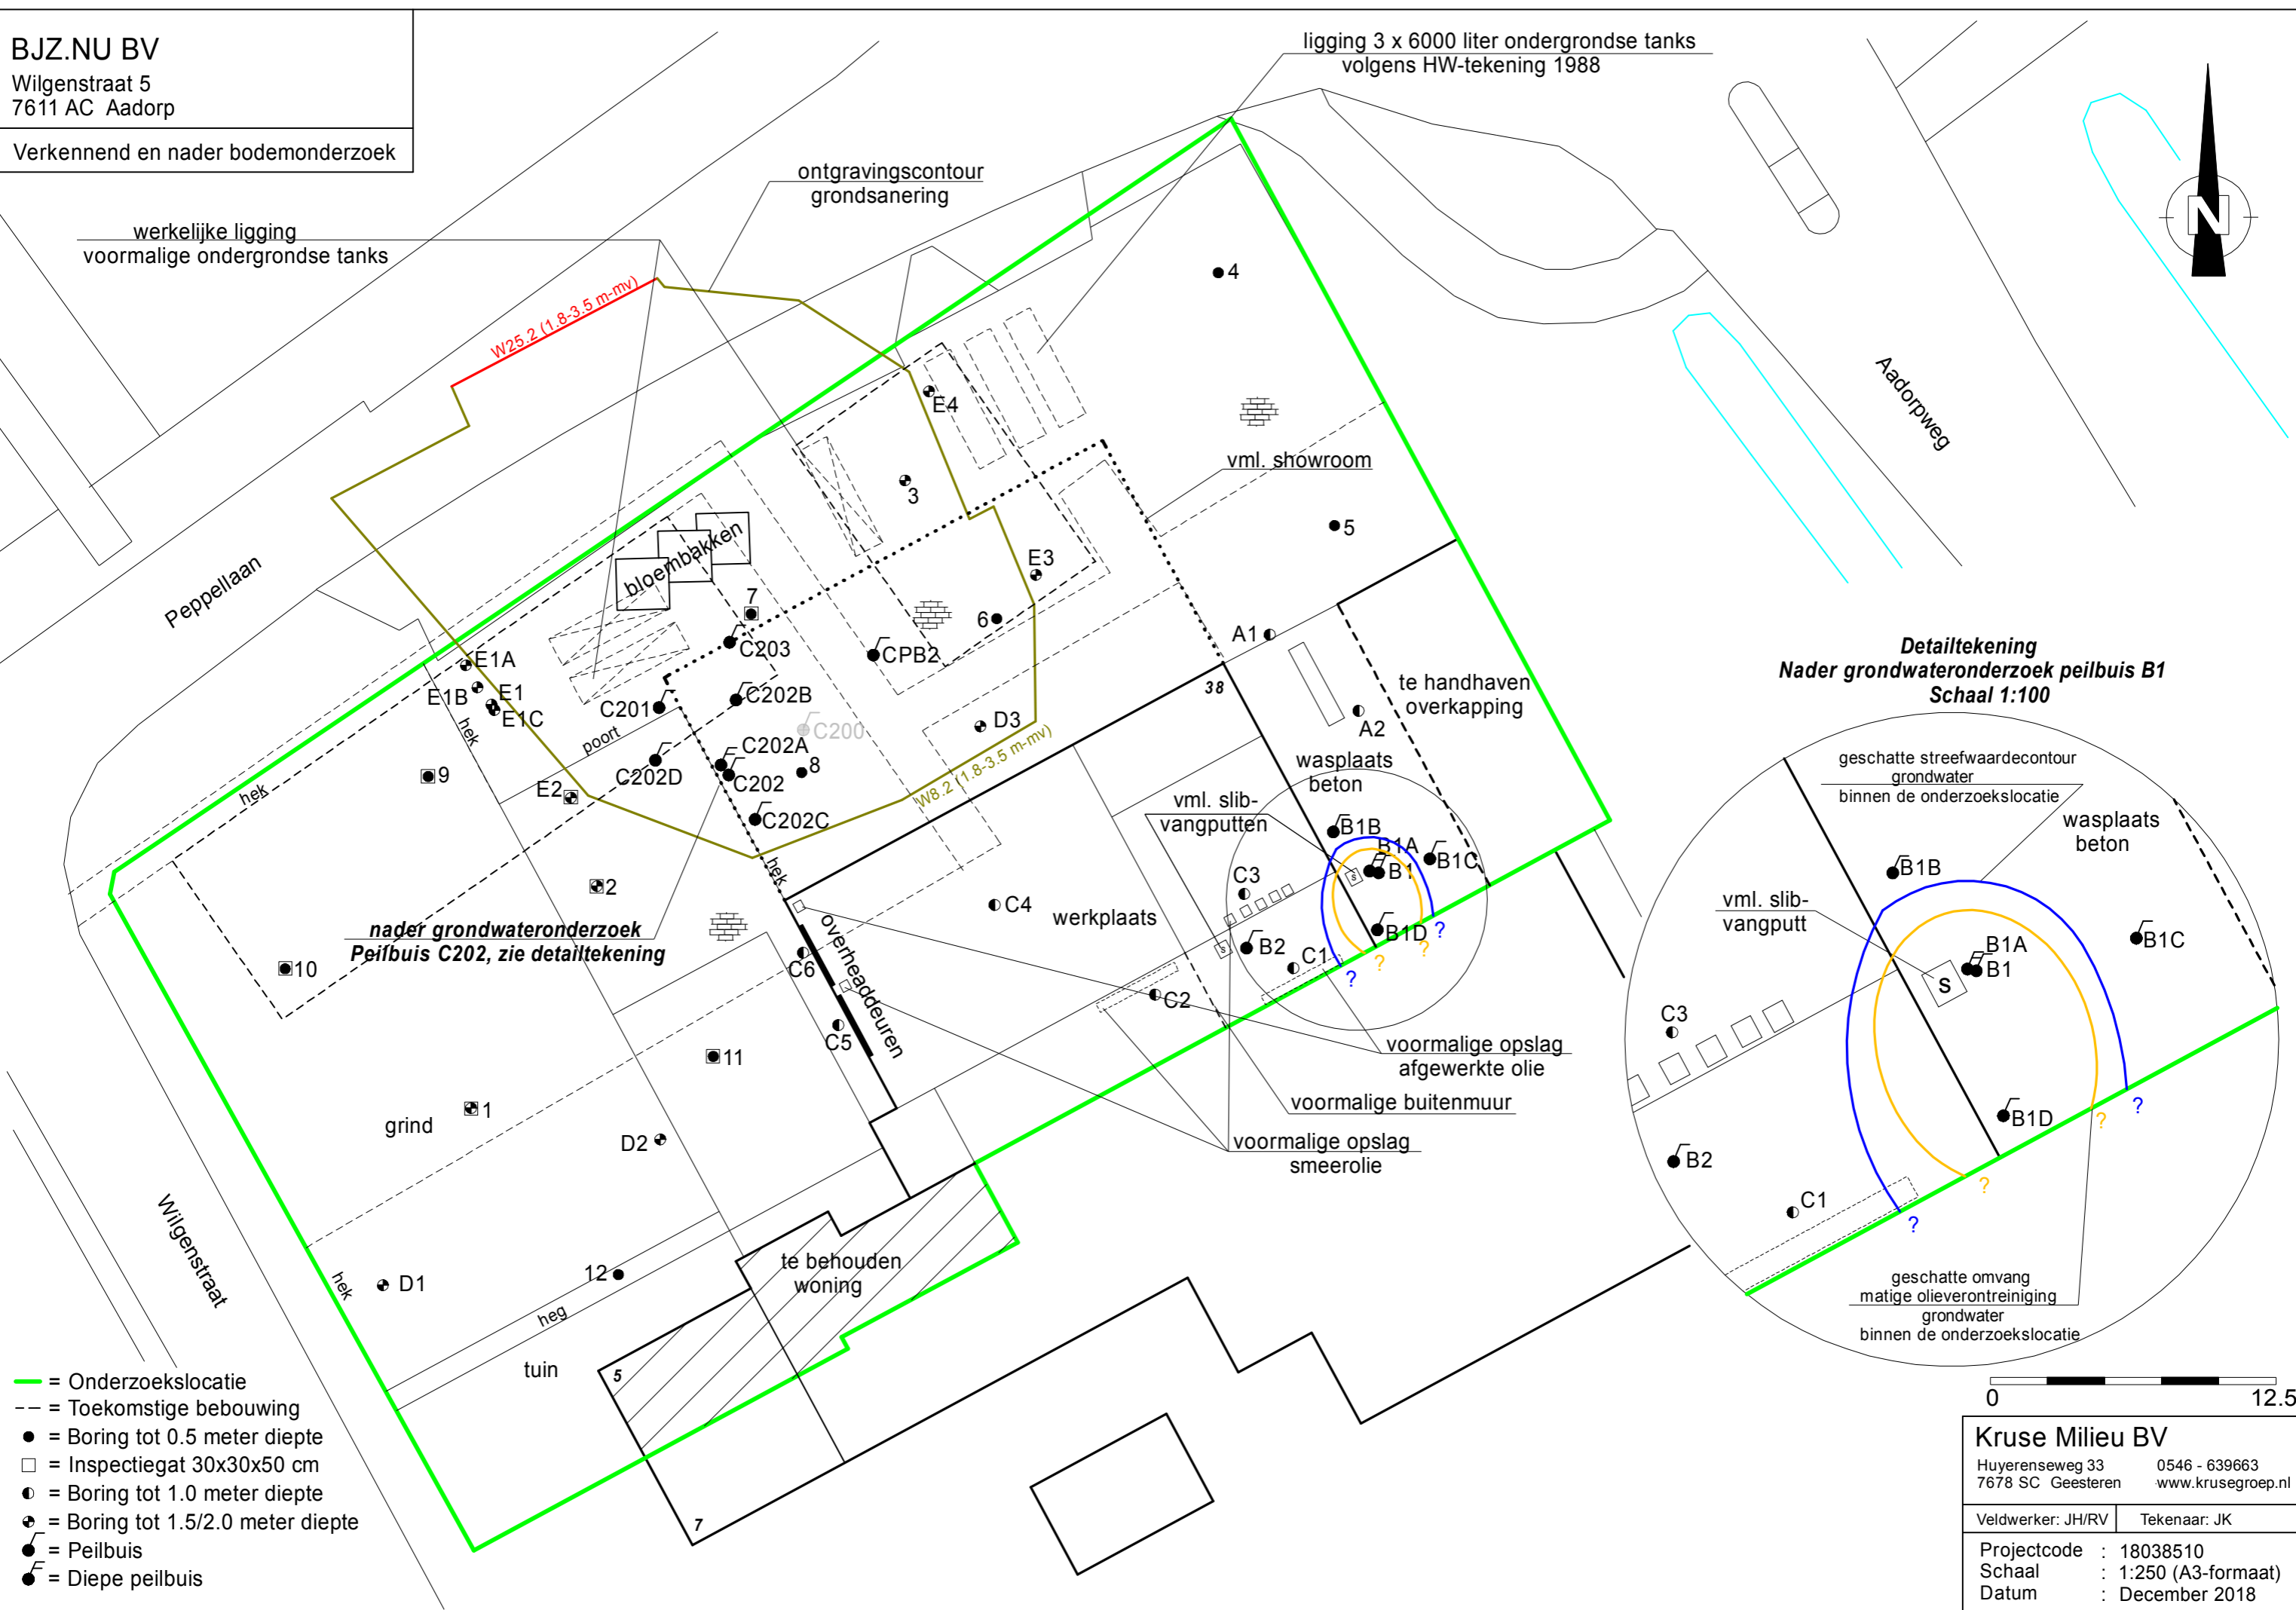 BJZ.NU BV
Wilgenstraat 5
7611 AC Aadorp
Verkennend en nader bodemonderzoek
ligging 3 x 6000 liter ondergrondse tanks
volgens HW-tekening 1988
ontgravingscontour
grondsanering
werkelijke ligging
voormalige ondergrondse tanks
W25.2 (1.8-3.5 m-mv)
N
4
E4
Aadorpweg
vml. showroom
3
5
bloembakken
E3
Peppellaan
7
6
A1
C203
CPB2
E1A
E1B
E1
E1C
C201
C202B
38
te handhaven
overkapping
A2
hek
poort
C200
D3
C202A
C202D
C202
8
9
hek
E2
W8.2 (1.8-3.5 m-mv)
wasplaats
beton
C202C
vml. slib-
vangputten
B1B
B1A
B1
B1C
s
hek
2
C3
C4
werkplaats
nader grondwateronderzoek
Peilbuis C202, zie detailtekening
overheaddeuren
s
B2
B1D
C1
C2
?
?
?
?
10
C6
C5
11
voormalige opslag
afgewerkte olie
voormalige buitenmuur
voormalige opslag
smeerolie
1
grind
D2
Wilgenstraat
hek
D1
12
heg
te behouden
woning
tuin
5
7
Detailtekening
Nader grondwateronderzoek peilbuis B1
Schaal 1:100
geschatte streefwaardecontour
grondwater
binnen de onderzoekslocatie
wasplaats
beton
B1B
vml. slib-
vangputt
B1A
B1
B1C
S
C3
B1D
B2
C1
?
?
?
?
geschatte omvang
matige olieverontreiniging
grondwater
binnen de onderzoekslocatie
= Onderzoekslocatie
= Toekomstige bebouwing
= Boring tot 0.5 meter diepte
= Inspectiegat 30x30x50 cm
= Boring tot 1.0 meter diepte
= Boring tot 1.5/2.0 meter diepte
= Peilbuis
= Diepe peilbuis
0 12.5
Kruse Milieu BV
Huyerenseweg 33 0546 - 639663
7678 SC Geesteren www.krusegroep.nl
Veldwerker: JH/RV Tekenaar: JK
Projectcode : 18038510
Schaal : 1:250 (A3-formaat)
Datum : December 2018